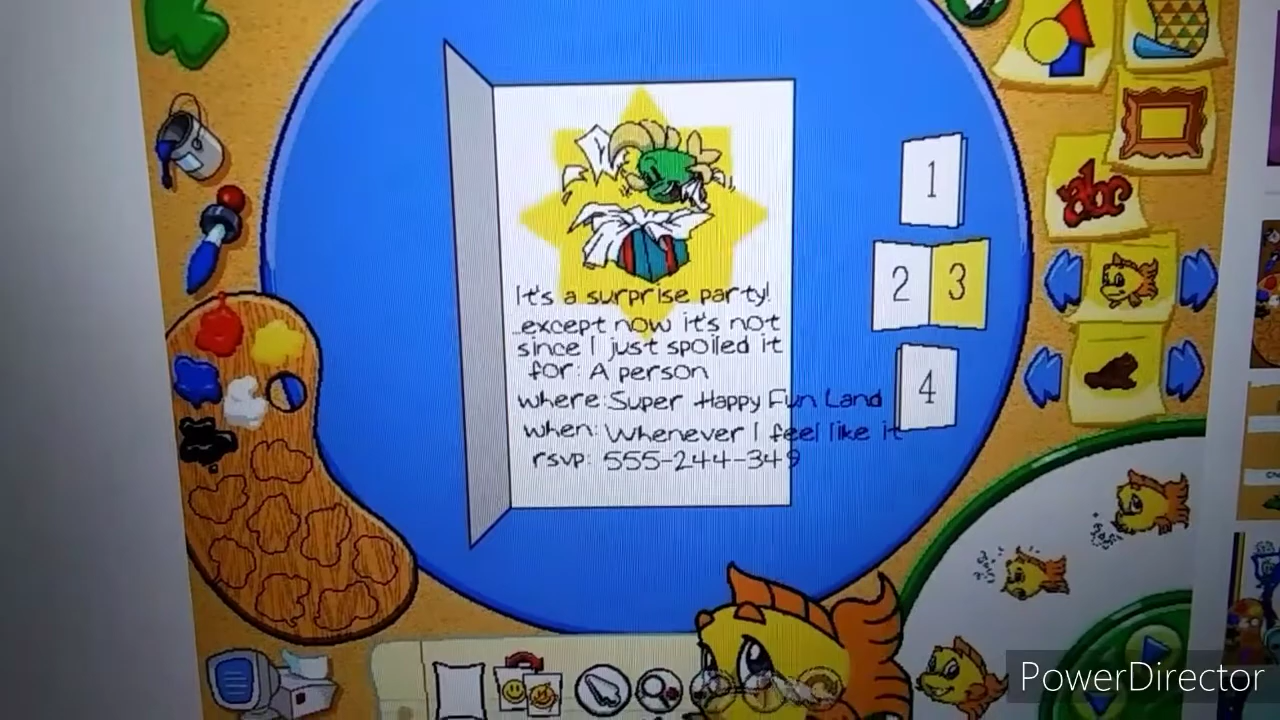 It's a surprise party!
...except now it's not
since I just spoiled it
for: A person
where: Super Happy Fun Land
when: Whenever I feel like it
rsvp: 555-244-349
1
2 3
4
abc
PowerDirector